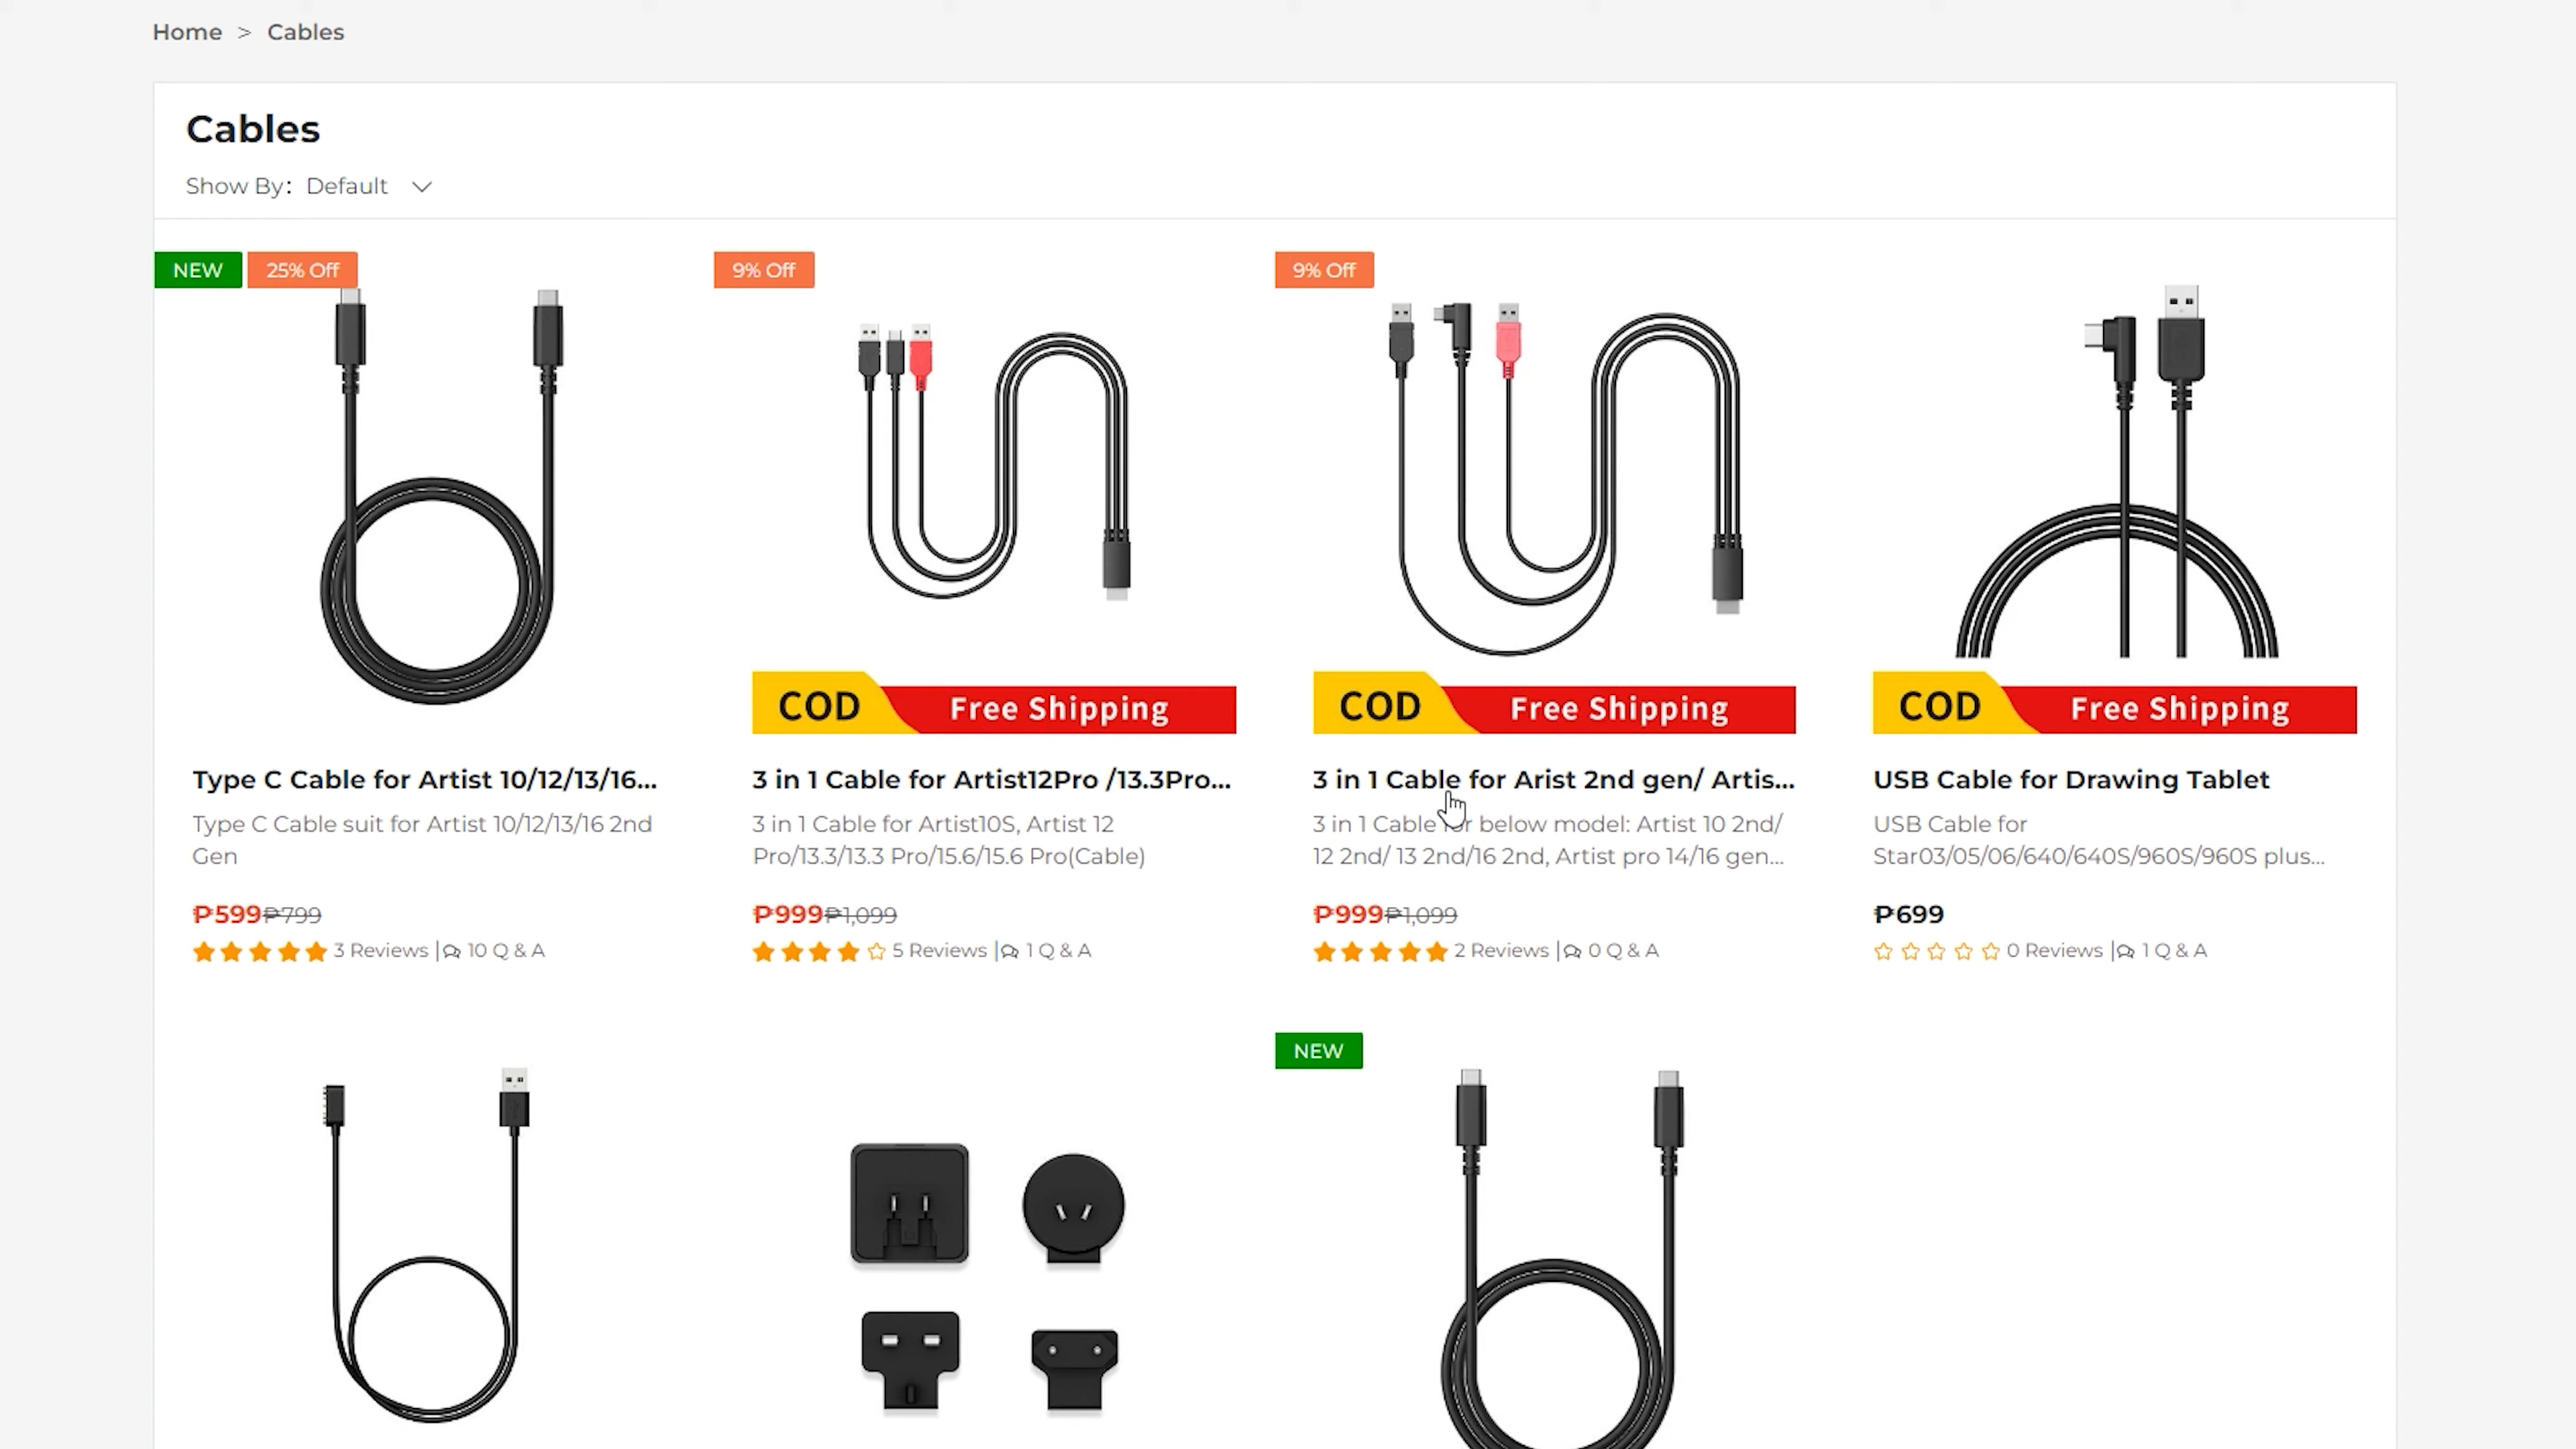 Home > Cables
Cables
Show By: Default
NEW 25% Off
9% Off
9% Off
COD Free Shipping
COD Free Shipping
COD Free Shipping
Type C Cable for Artist 10/12/13/16...
Type C Cable suit for Artist 10/12/13/16 2nd
Gen
₱599₱799
3 Reviews | 10 Q & A
3 in 1 Cable for Artist12Pro /13.3Pro...
3 in 1 Cable for Artist10S, Artist 12
Pro/13.3/13.3 Pro/15.6/15.6 Pro(Cable)
₱999₱1,099
5 Reviews | 1 Q & A
3 in 1 Cable for Arist 2nd gen/ Artis...
3 in 1 Cable for below model: Artist 10 2nd/
12 2nd/ 13 2nd/16 2nd, Artist pro 14/16 gen...
₱999₱1,099
2 Reviews | 0 Q & A
USB Cable for Drawing Tablet
USB Cable for
Star03/05/06/640/640S/960S/960S plus...
₱699
0 Reviews | 1 Q & A
NEW